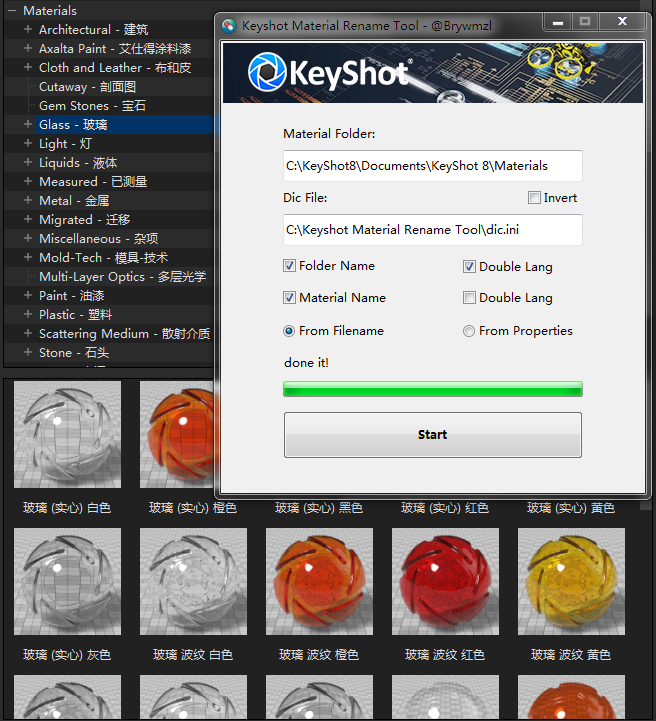 Materials
Architectural - 建筑
Axalta Paint - 艾仕得涂料漆
Cloth and Leather - 布和皮
Cutaway - 剖面图
Gem Stones - 宝石
Glass - 玻璃
Light - 灯
Liquids - 液体
Measured - 已测量
Metal - 金属
Migrated - 迁移
Miscellaneous - 杂项
Mold-Tech - 模具-技术
Multi-Layer Optics - 多层光学
Paint - 油漆
Plastic - 塑料
Scattering Medium - 散射介质
Stone - 石头
Keyshot Material Rename Tool - @Brywmzl
KeyShot®
Material Folder:
C:\KeyShot8\Documents\KeyShot 8\Materials
Dic File:
Invert
C:\Keyshot Material Rename Tool\dic.ini
Folder Name
Double Lang
Material Name
Double Lang
From Filename
From Properties
done it!
Start
玻璃 (实心) 白色
玻璃 (实心) 橙色
玻璃 (实心) 黑色
玻璃 (实心) 红色
玻璃 (实心) 黄色
玻璃 (实心) 灰色
玻璃 波纹 白色
玻璃 波纹 橙色
玻璃 波纹 红色
玻璃 波纹 黄色